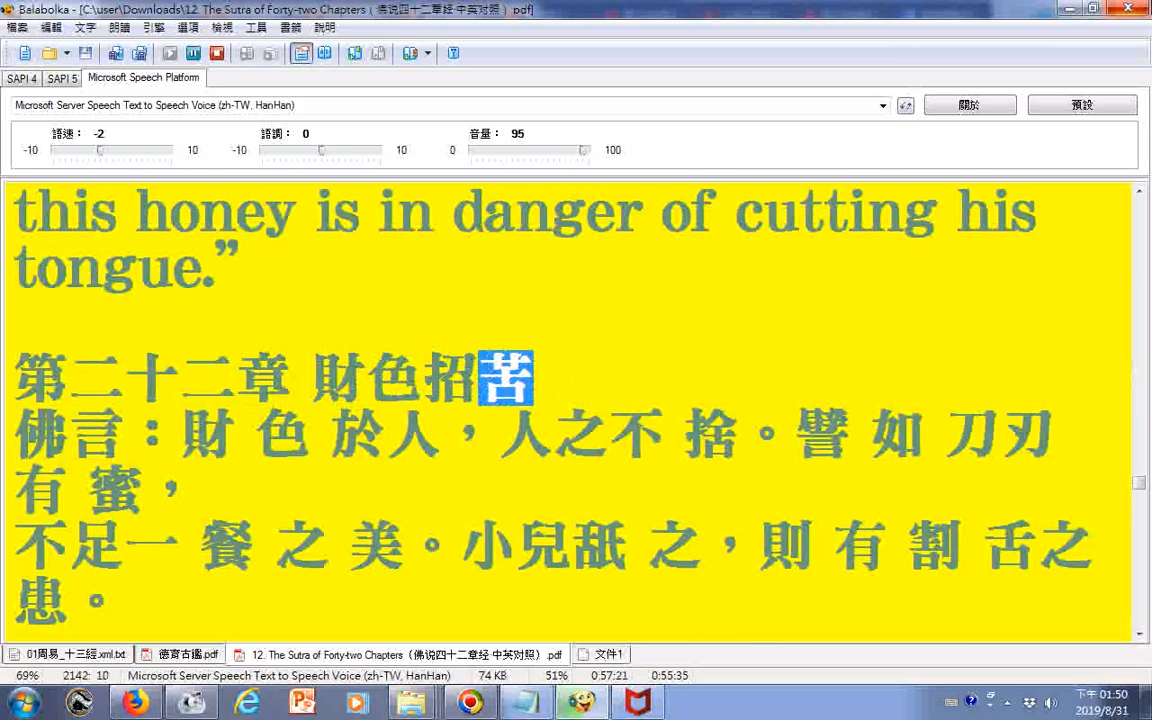 Balabolka - [C:\user\Downloads\12. The Sutra of Forty-two Chapters（佛说四十二章经·中英对照）.pdf]
檔案 編輯 文字 朗讀 引擎 選項 檢視 工具 書籤 說明
SAPI 4 SAPI 5 Microsoft Speech Platform
Microsoft Server Speech Text to Speech Voice (zh-TW, HanHan) 關於 預設
語速： -2 語調： 0 音量： 95
-10 10 -10 10 0 100
this honey is in danger of cutting his
tongue.”
第二十二章 財色招苦
佛言：財 色 於人，人之不 捨。譬 如 刀刃
有 蜜，
不足一 餐 之 美。小兒舐 之，則 有 割 舌之
患。
01周易_十三經.xml.txt 德育古鑑.pdf 12. The Sutra of Forty-two Chapters（佛说四十二章经·中英对照）.pdf 文件1
69% 2142: 10 Microsoft Server Speech Text to Speech Voice (zh-TW, HanHan) 74 KB 51% 0:57:21 0:55:35
下午 01:50
2019/8/31